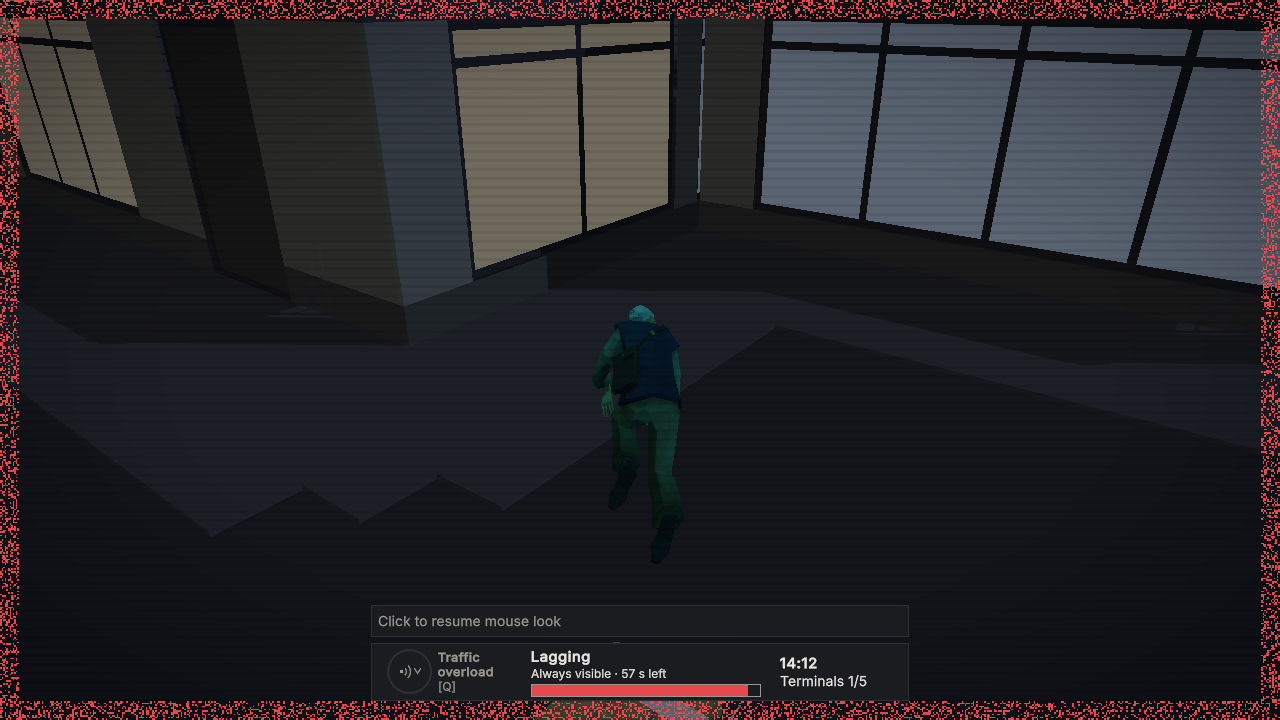 Click to resume mouse look
Traffic
overload
[Q]
Lagging
Always visible · 57 s left
14:12
Terminals 1/5